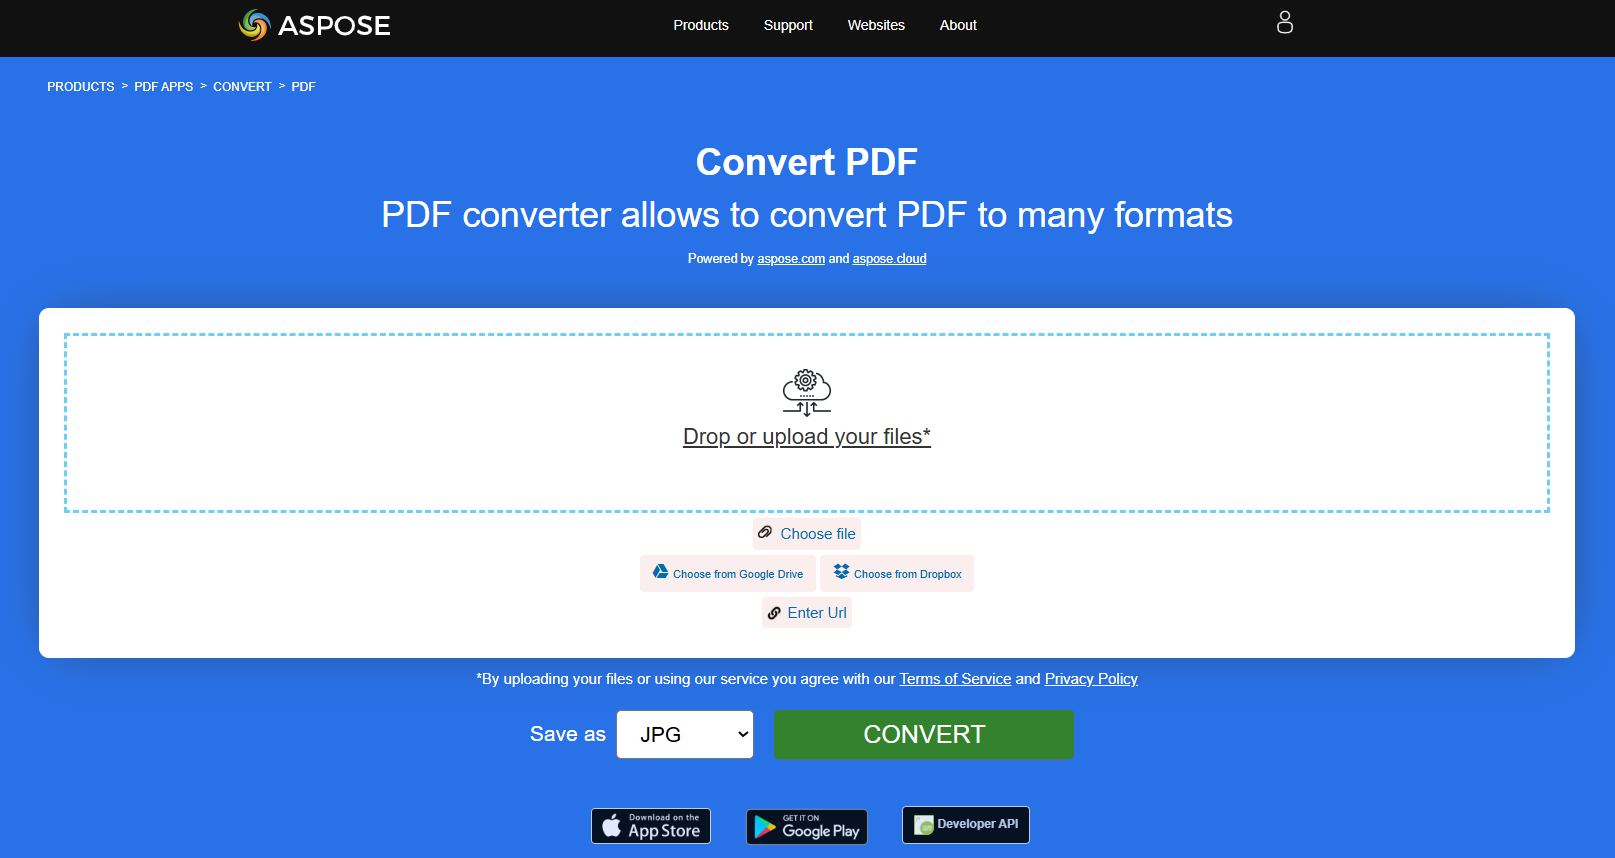 ASPOSE
Products Support Websites About
PRODUCTS > PDF APPS > CONVERT > PDF
Convert PDF
PDF converter allows to convert PDF to many formats
Powered by aspose.com and aspose.cloud
Drop or upload your files*
Choose file
Choose from Google Drive Choose from Dropbox
Enter Url
*By uploading your files or using our service you agree with our Terms of Service and Privacy Policy
Save as JPG CONVERT
Download on the
App Store
GET IT ON
Google Play
Developer API